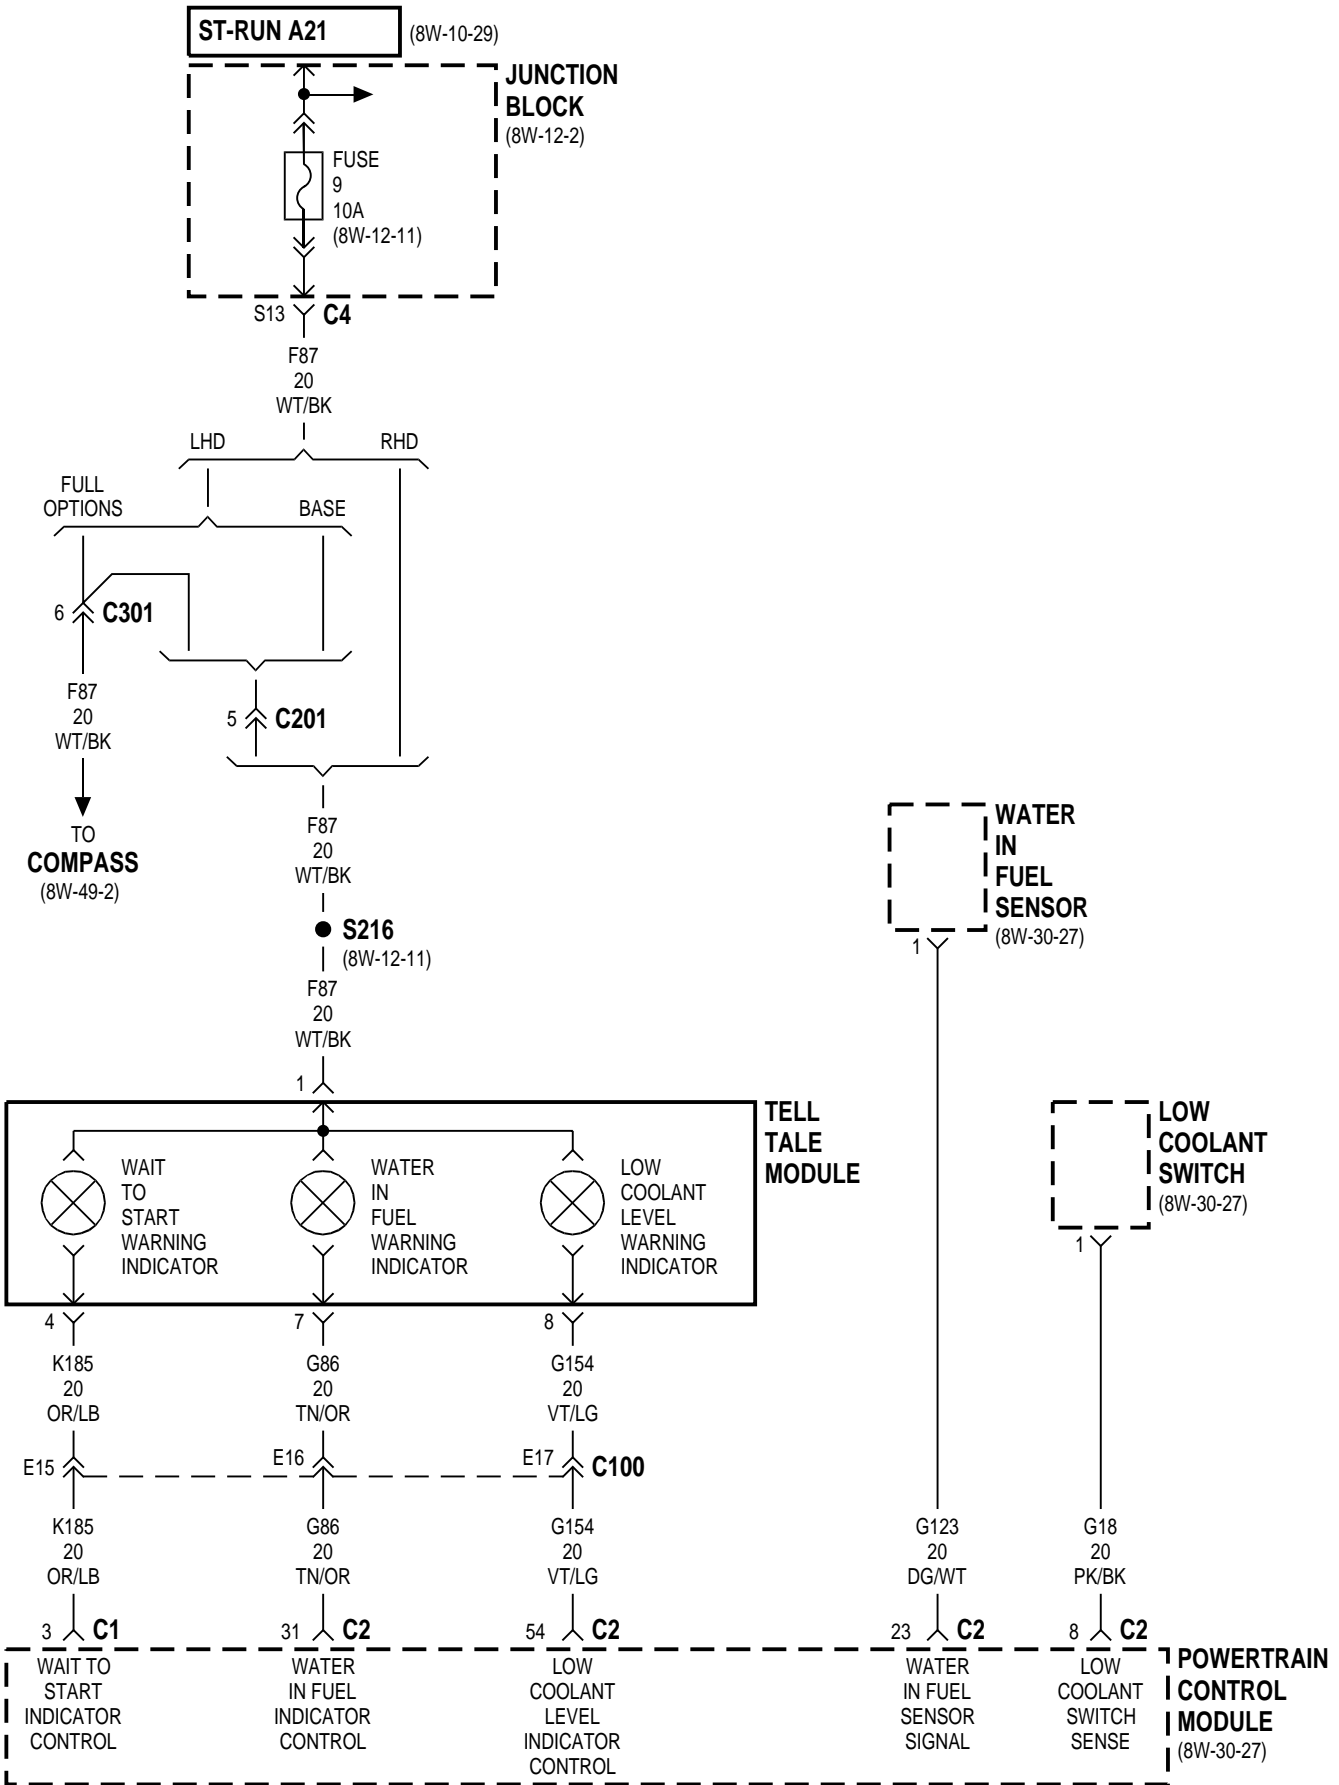 ST-RUN A21 (8W-10-29)
JUNCTION
BLOCK
(8W-12-2)
FUSE
9
10A
(8W-12-11)
S13 C4
F87
20
WT/BK
LHD RHD
FULL
OPTIONS BASE
6 C301
F87
20
WT/BK
5 C201
TO
COMPASS
(8W-49-2)
F87
20
WT/BK
S216
(8W-12-11)
F87
20
WT/BK
1
WATER
IN
FUEL
SENSOR
(8W-30-27)
1
TELL
TALE
MODULE
WAIT
TO
START
WARNING
INDICATOR
WATER
IN
FUEL
WARNING
INDICATOR
LOW
COOLANT
LEVEL
WARNING
INDICATOR
LOW
COOLANT
SWITCH
(8W-30-27)
1
4 7 8
K185 G86 G154
20 20 20
OR/LB TN/OR VT/LG
E15 E16 E17 C100
K185 G86 G154 G123 G18
20 20 20 20 20
OR/LB TN/OR VT/LG DG/WT PK/BK
3 C1 31 C2 54 C2 23 C2 8 C2
WAIT TO
START
INDICATOR
CONTROL
WATER
IN FUEL
INDICATOR
CONTROL
LOW
COOLANT
LEVEL
INDICATOR
CONTROL
WATER
IN FUEL
SENSOR
SIGNAL
LOW
COOLANT
SWITCH
SENSE
POWERTRAIN
CONTROL
MODULE
(8W-30-27)